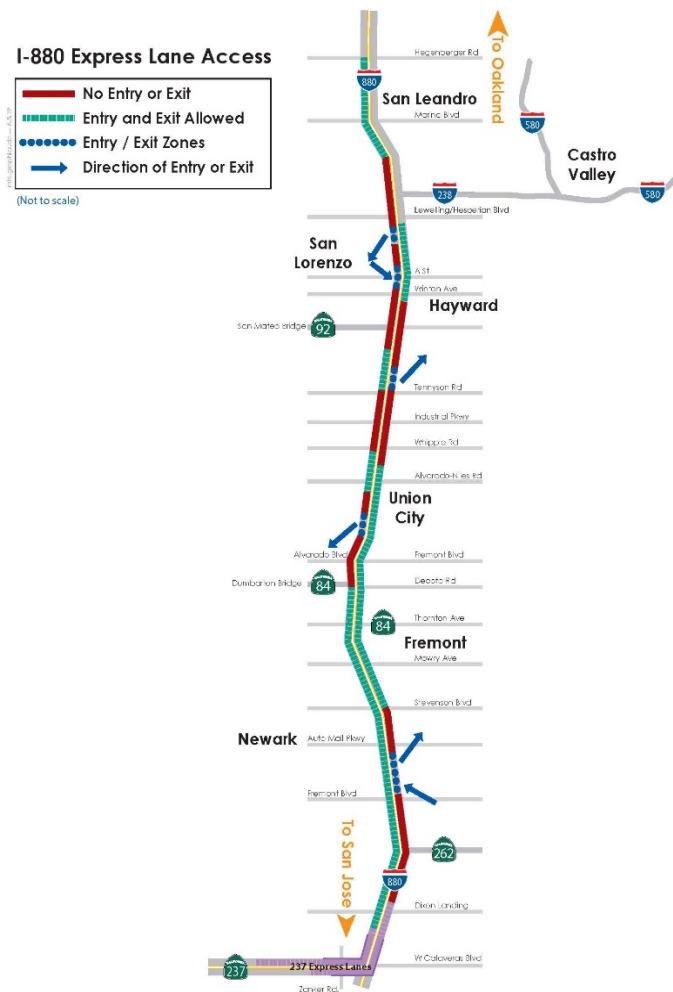 I-880 Express Lane Access
No Entry or Exit
Entry and Exit Allowed
Entry / Exit Zones
Direction of Entry or Exit
(Not to scale)
To Oakland
Hegenberger Rd
880
San Leandro
Marina Blvd
580
Castro
Valley
238
580
Lewelling/Hesperian Blvd
San
Lorenzo
A St
Winton Ave
Hayward
San Mateo Bridge
92
Tennyson Rd
Industrial Pkwy
Whipple Rd
Alvarado-Niles Rd
Union
City
Alvarado Blvd
Fremont Blvd
Dumbarton Bridge
84
Decoto Rd
Thornton Ave
84
Fremont
Mowry Ave
Stevenson Blvd
Newark
Auto Mall Pkwy
Fremont Blvd
To San Jose
262
880
Dixon Landing
237
237 Express Lanes
W Calaveras Blvd
Zanker Rd.